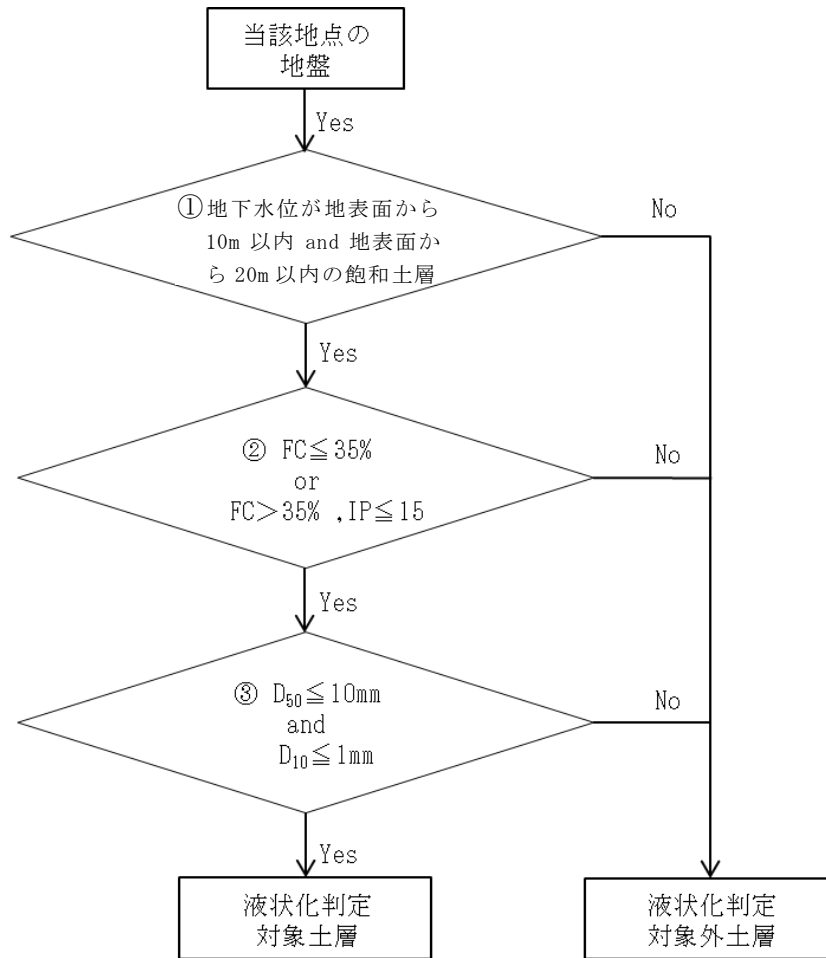 当該地点の
地盤
Yes
①地下水位が地表面から
10m 以内 and 地表面か
ら 20m 以内の飽和土層
No
Yes
② FC≦35%
or
FC>35% ,IP≦15
No
Yes
③ D50≦10mm
and
D10≦1mm
No
Yes
液状化判定
対象土層
液状化判定
対象外土層